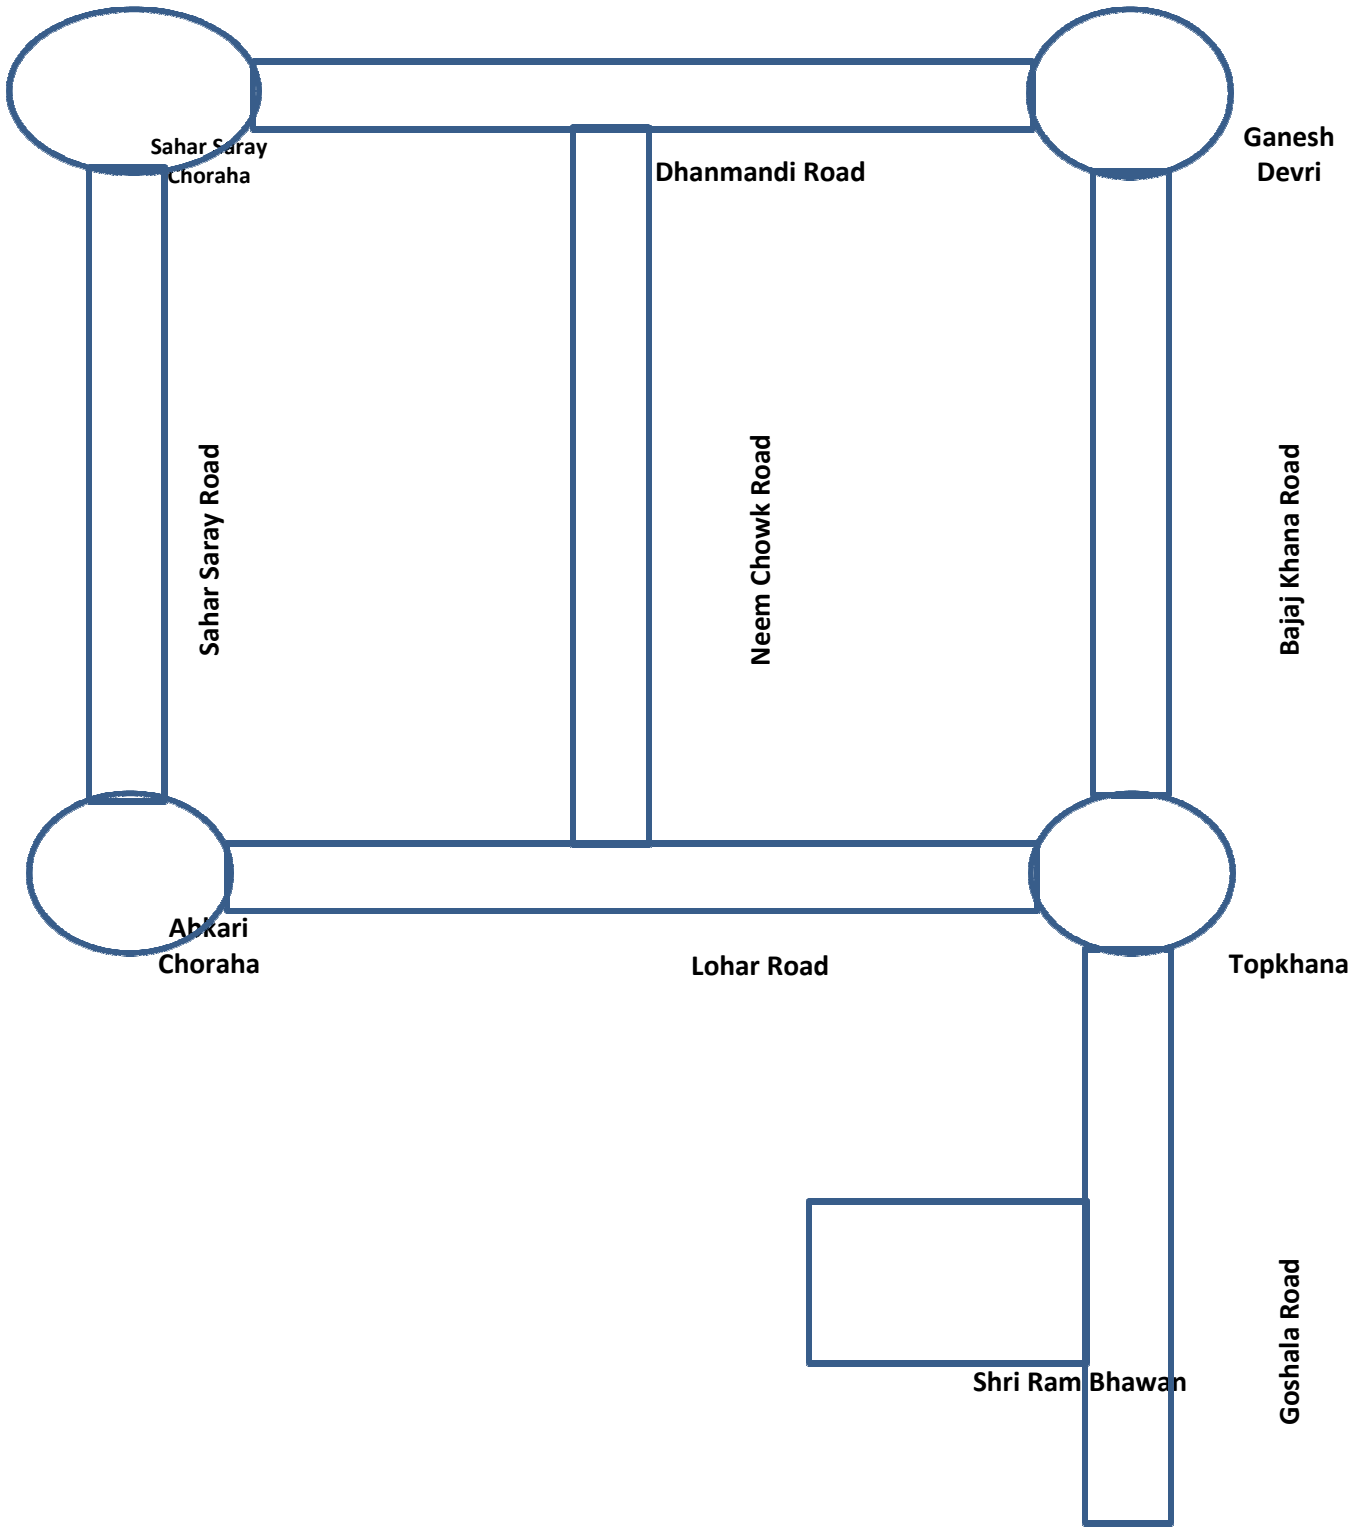 Sahar Saray
Choraha
Ganesh
Devri
Dhanmandi Road
Sahar Saray Road
Neem Chowk Road
Bajaj Khana Road
Abkari
Choraha
Lohar Road
Topkhana
Shri Ram Bhawan
Goshala Road